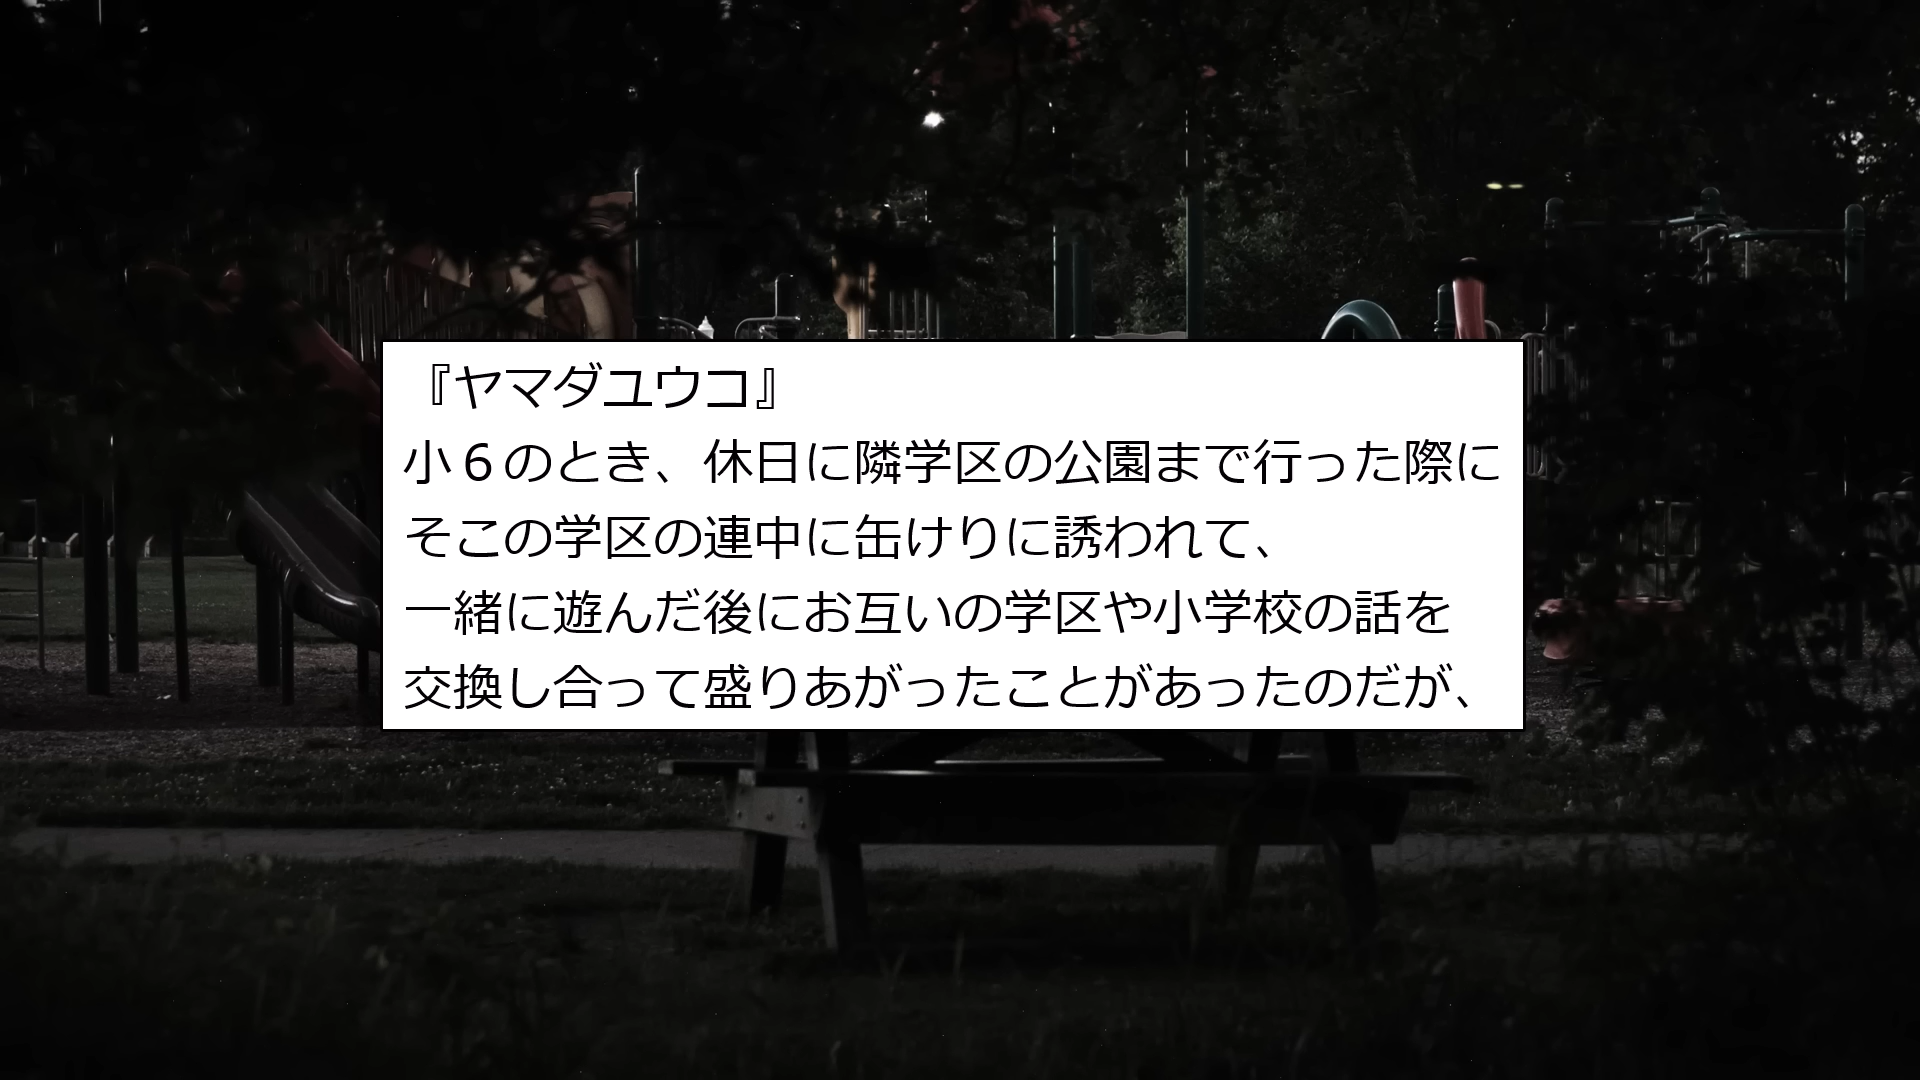 『ヤマダユウコ』
小６のとき、休日に隣学区の公園まで行った際に
そこの学区の連中に缶けりに誘われて、
一緒に遊んだ後にお互いの学区や小学校の話を
交換し合って盛りあがったことがあったのだが、